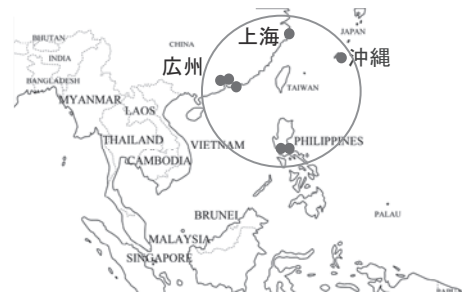 BHUTAN
INDIA
BANGLADESH
MYANMAR
LAOS
THAILAND
CAMBODIA
VIETNAM
CHINA
広州
上海
JAPAN
沖縄
TAIWAN
PHILIPPINES
PALAU
BRUNEI
MALAYSIA
SINGAPORE